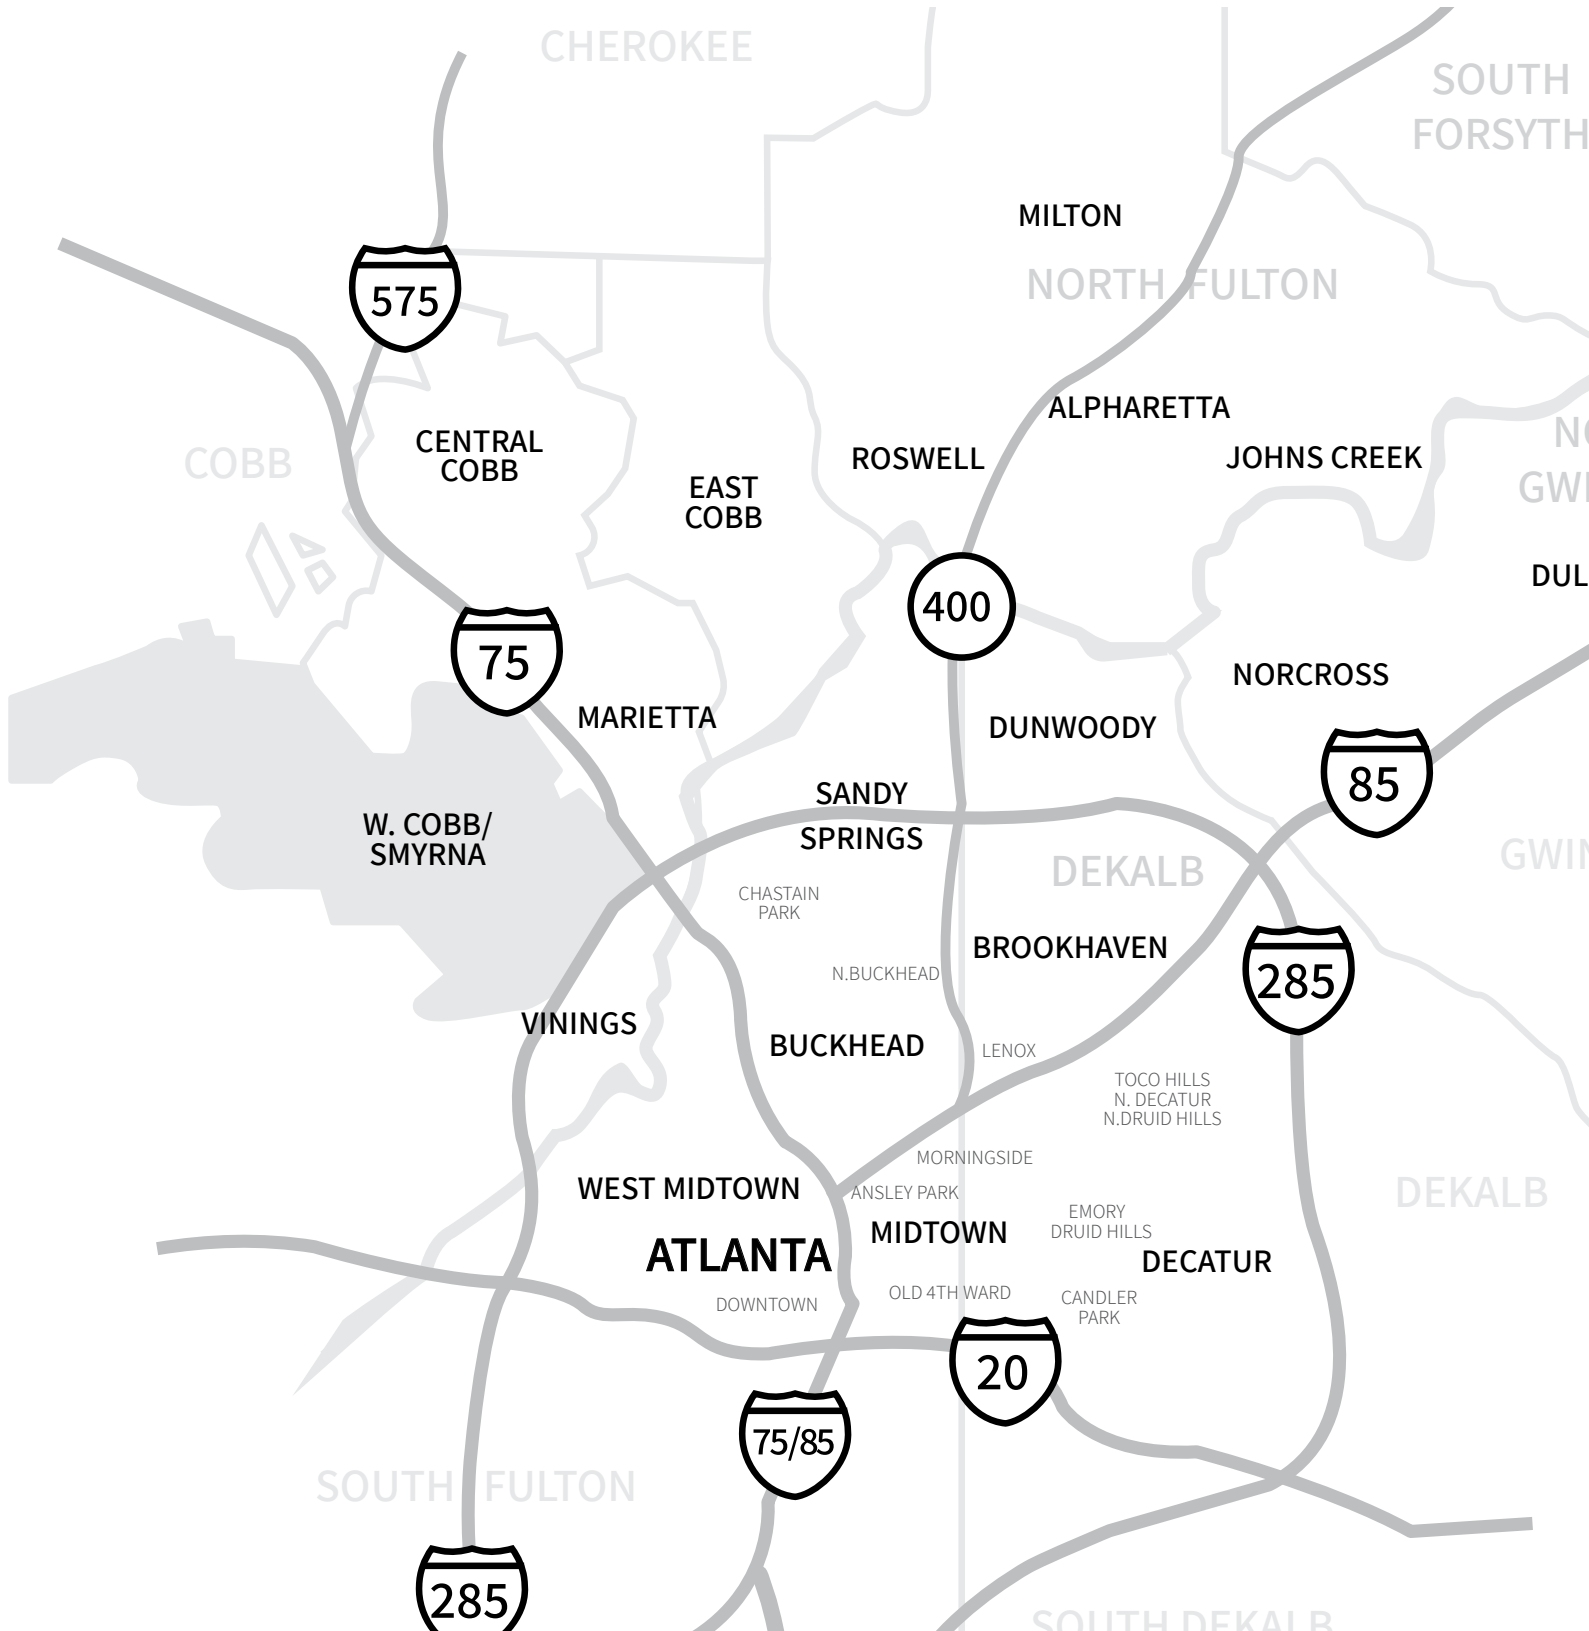 CHEROKEE
SOUTH
FORSYTH
MILTON
NORTH FULTON
575
ALPHARETTA
CENTRAL
COBB
COBB
ROSWELL
JOHNS CREEK
EAST
COBB
400
75
NORCROSS
MARIETTA
DUNWOODY
85
SANDY
SPRINGS
W. COBB/
SMYRNA
DEKALB
CHASTAIN
PARK
BROOKHAVEN
N.BUCKHEAD
285
VININGS
BUCKHEAD
LENOX
TOCO HILLS
N. DECATUR
N.DRUID HILLS
MORNINGSIDE
WEST MIDTOWN
ANSLEY PARK
DEKALB
EMORY
DRUID HILLS
MIDTOWN
ATLANTA
DECATUR
OLD 4TH WARD
DOWNTOWN
CANDLER
PARK
20
75/85
SOUTH FULTON
285
SOUTH DEKALB